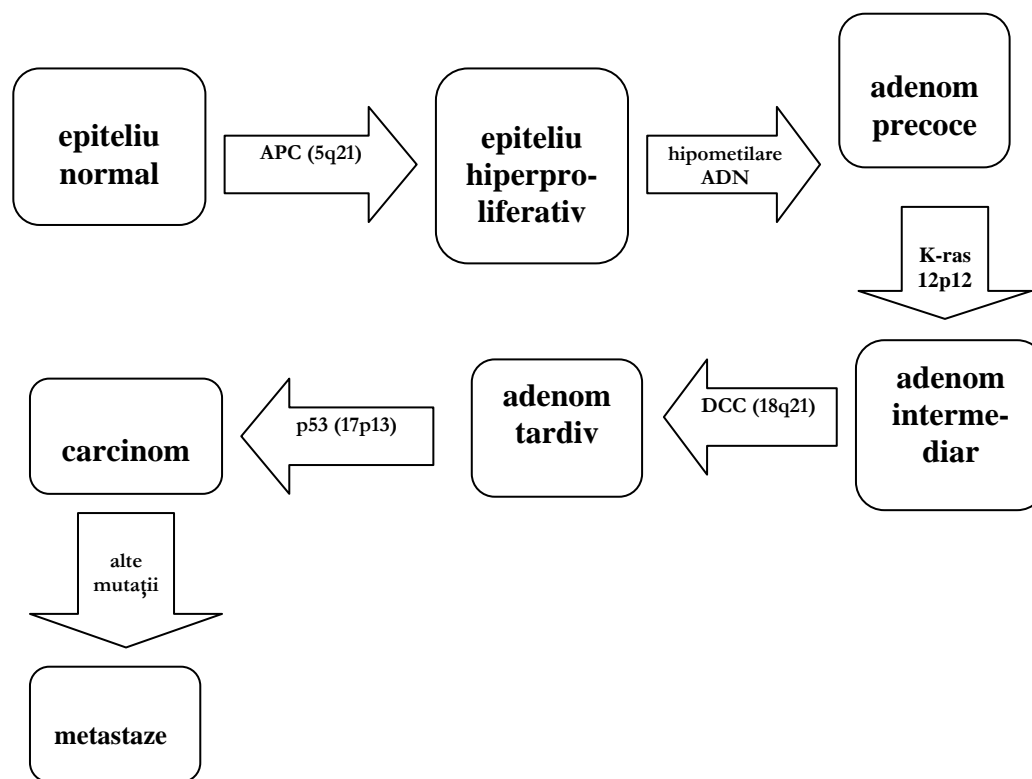 epiteliu
normal
APC (5q21)
epiteliu
hiperpro-
liferativ
hipometilare
ADN
adenom
precoce
K-ras
12p12
adenom
interme-
diar
DCC (18q21)
adenom
tardiv
p53 (17p13)
carcinom
alte
mutaţii
metastaze